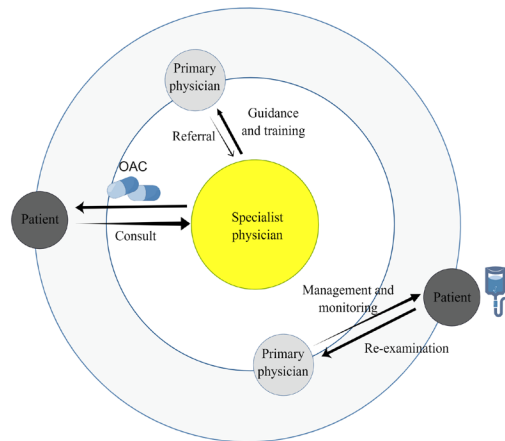 Primary
physician
Guidance
and training
Referral
OAC
Patient
Consult
Specialist
physician
Management and
monitoring
Patient
Primary
physician
Re-examination